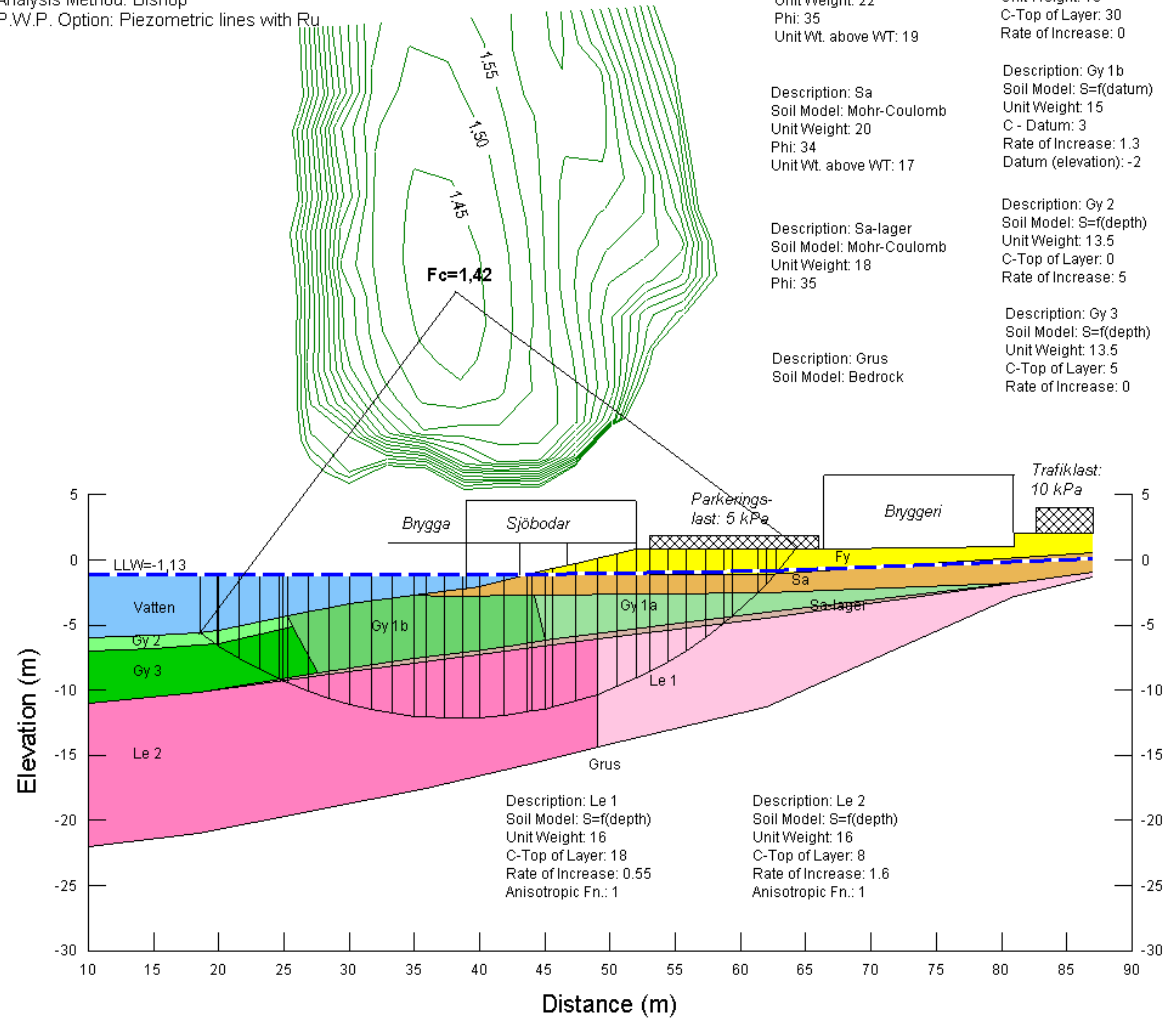 Analysis Method: Bishop
P.W.P. Option: Piezometric lines with Ru
Phi: 35
Unit Wt. above WT: 19
C-Top of Layer: 30
Rate of Increase: 0
Description: Sa
Soil Model: Mohr-Coulomb
Unit Weight: 20
Phi: 34
Unit Wt. above WT: 17
Description: Gy 1b
Soil Model: S=f(datum)
Unit Weight: 15
C - Datum: 3
Rate of Increase: 1.3
Datum (elevation): -2
Description: Sa-lager
Soil Model: Mohr-Coulomb
Unit Weight: 18
Phi: 35
Description: Gy 2
Soil Model: S=f(depth)
Unit Weight: 13.5
C-Top of Layer: 0
Rate of Increase: 5
Description: Grus
Soil Model: Bedrock
Description: Gy 3
Soil Model: S=f(depth)
Unit Weight: 13.5
C-Top of Layer: 5
Rate of Increase: 0
1,55
1,50
1,45
Fc=1,42
Brygga
Sjöbodar
Parkerings-
last: 5 kPa
Bryggeri
Trafiklast:
10 kPa
LLW=-1,13
Vatten
Gy 2
Gy 3
Gy 1b
Gy 1a
Fy
Sa
Sa-lager
Le 1
Le 2
Grus
Description: Le 1
Soil Model: S=f(depth)
Unit Weight: 16
C-Top of Layer: 18
Rate of Increase: 0.55
Anisotropic Fn.: 1
Description: Le 2
Soil Model: S=f(depth)
Unit Weight: 16
C-Top of Layer: 8
Rate of Increase: 1.6
Anisotropic Fn.: 1
Elevation (m)
5
0
-5
-10
-15
-20
-25
-30
5
0
-5
-10
-15
-20
-25
-30
10 15 20 25 30 35 40 45 50 55 60 65 70 75 80 85 90
Distance (m)